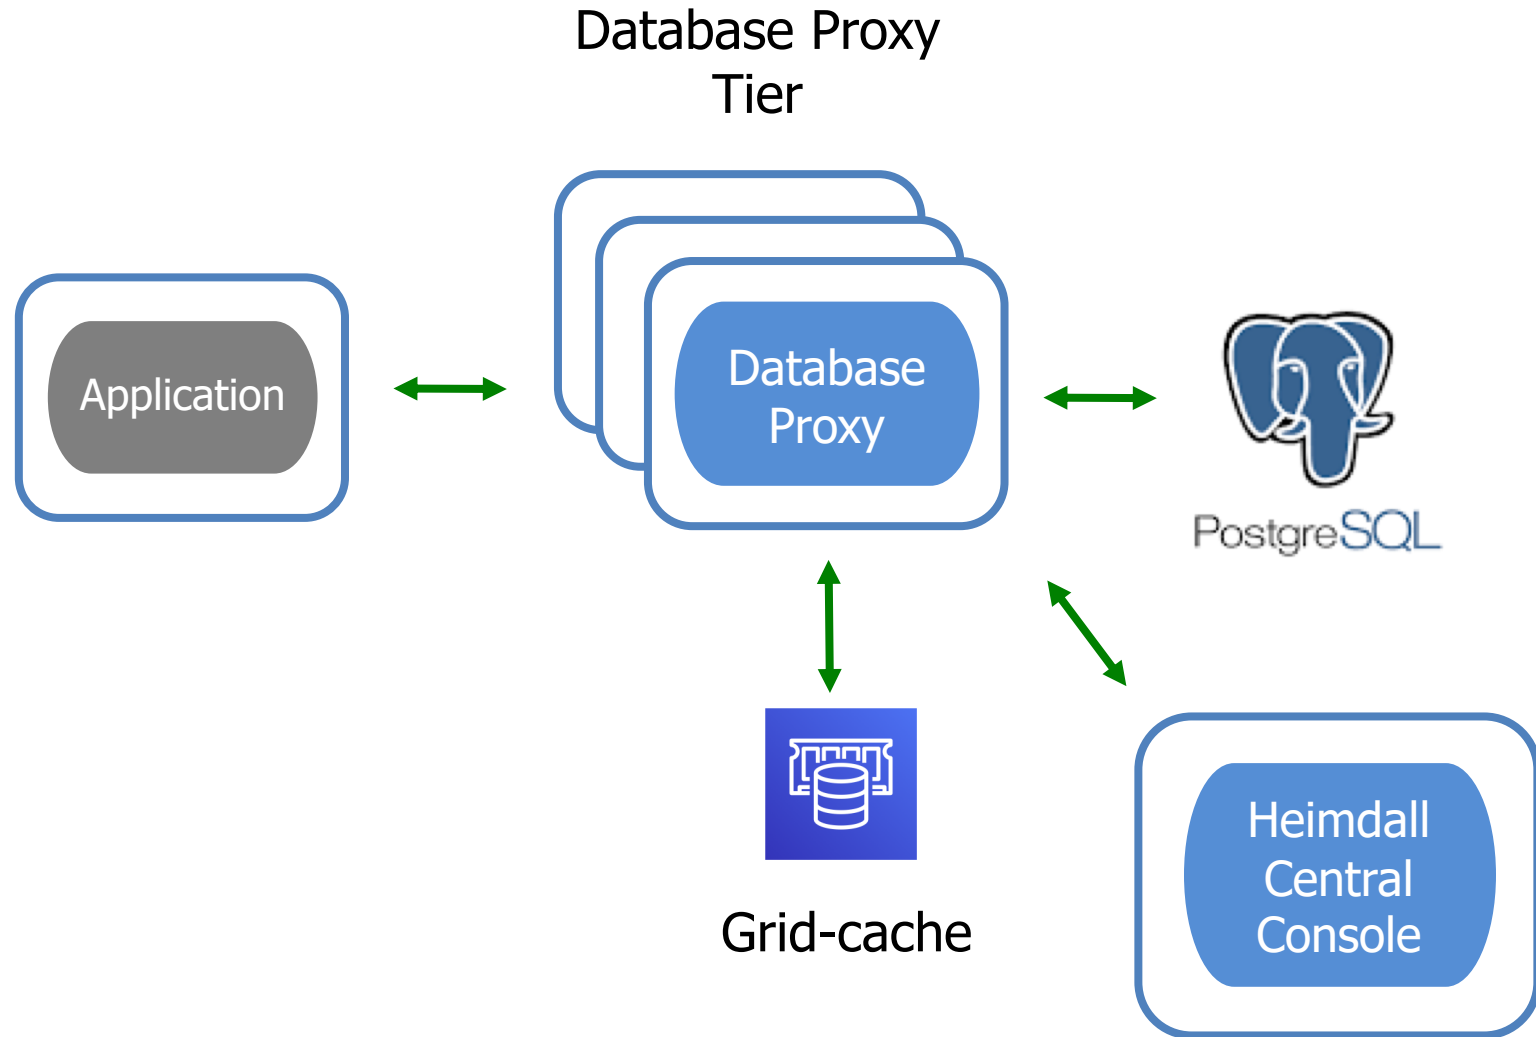 Database Proxy
Tier
Application
Database
Proxy
PostgreSQL
Grid-cache
Heimdall
Central
Console